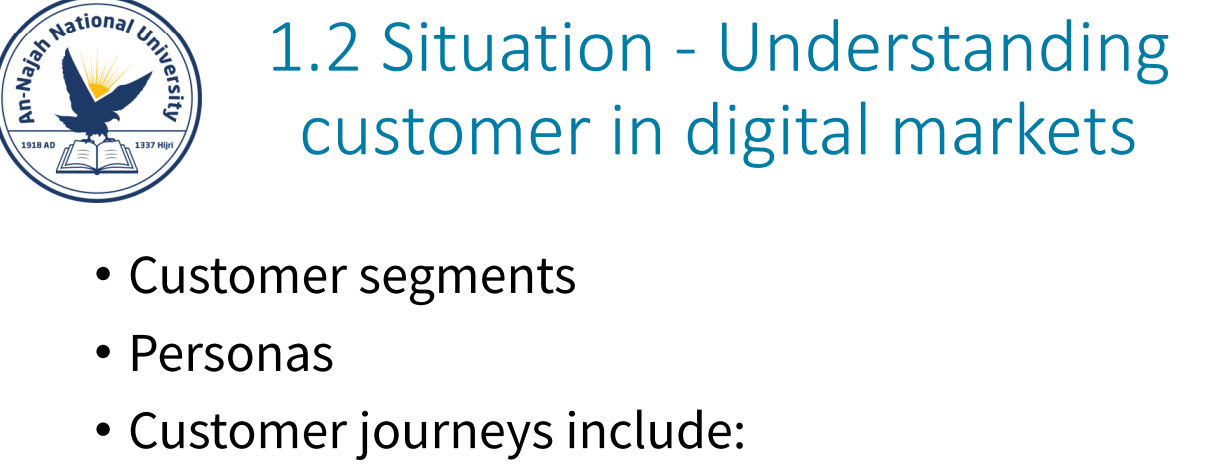 An-Najah National University
1918 AD
1337 Hijri
1.2 Situation - Understanding
customer in digital markets
• Customer segments
• Personas
• Customer journeys include: